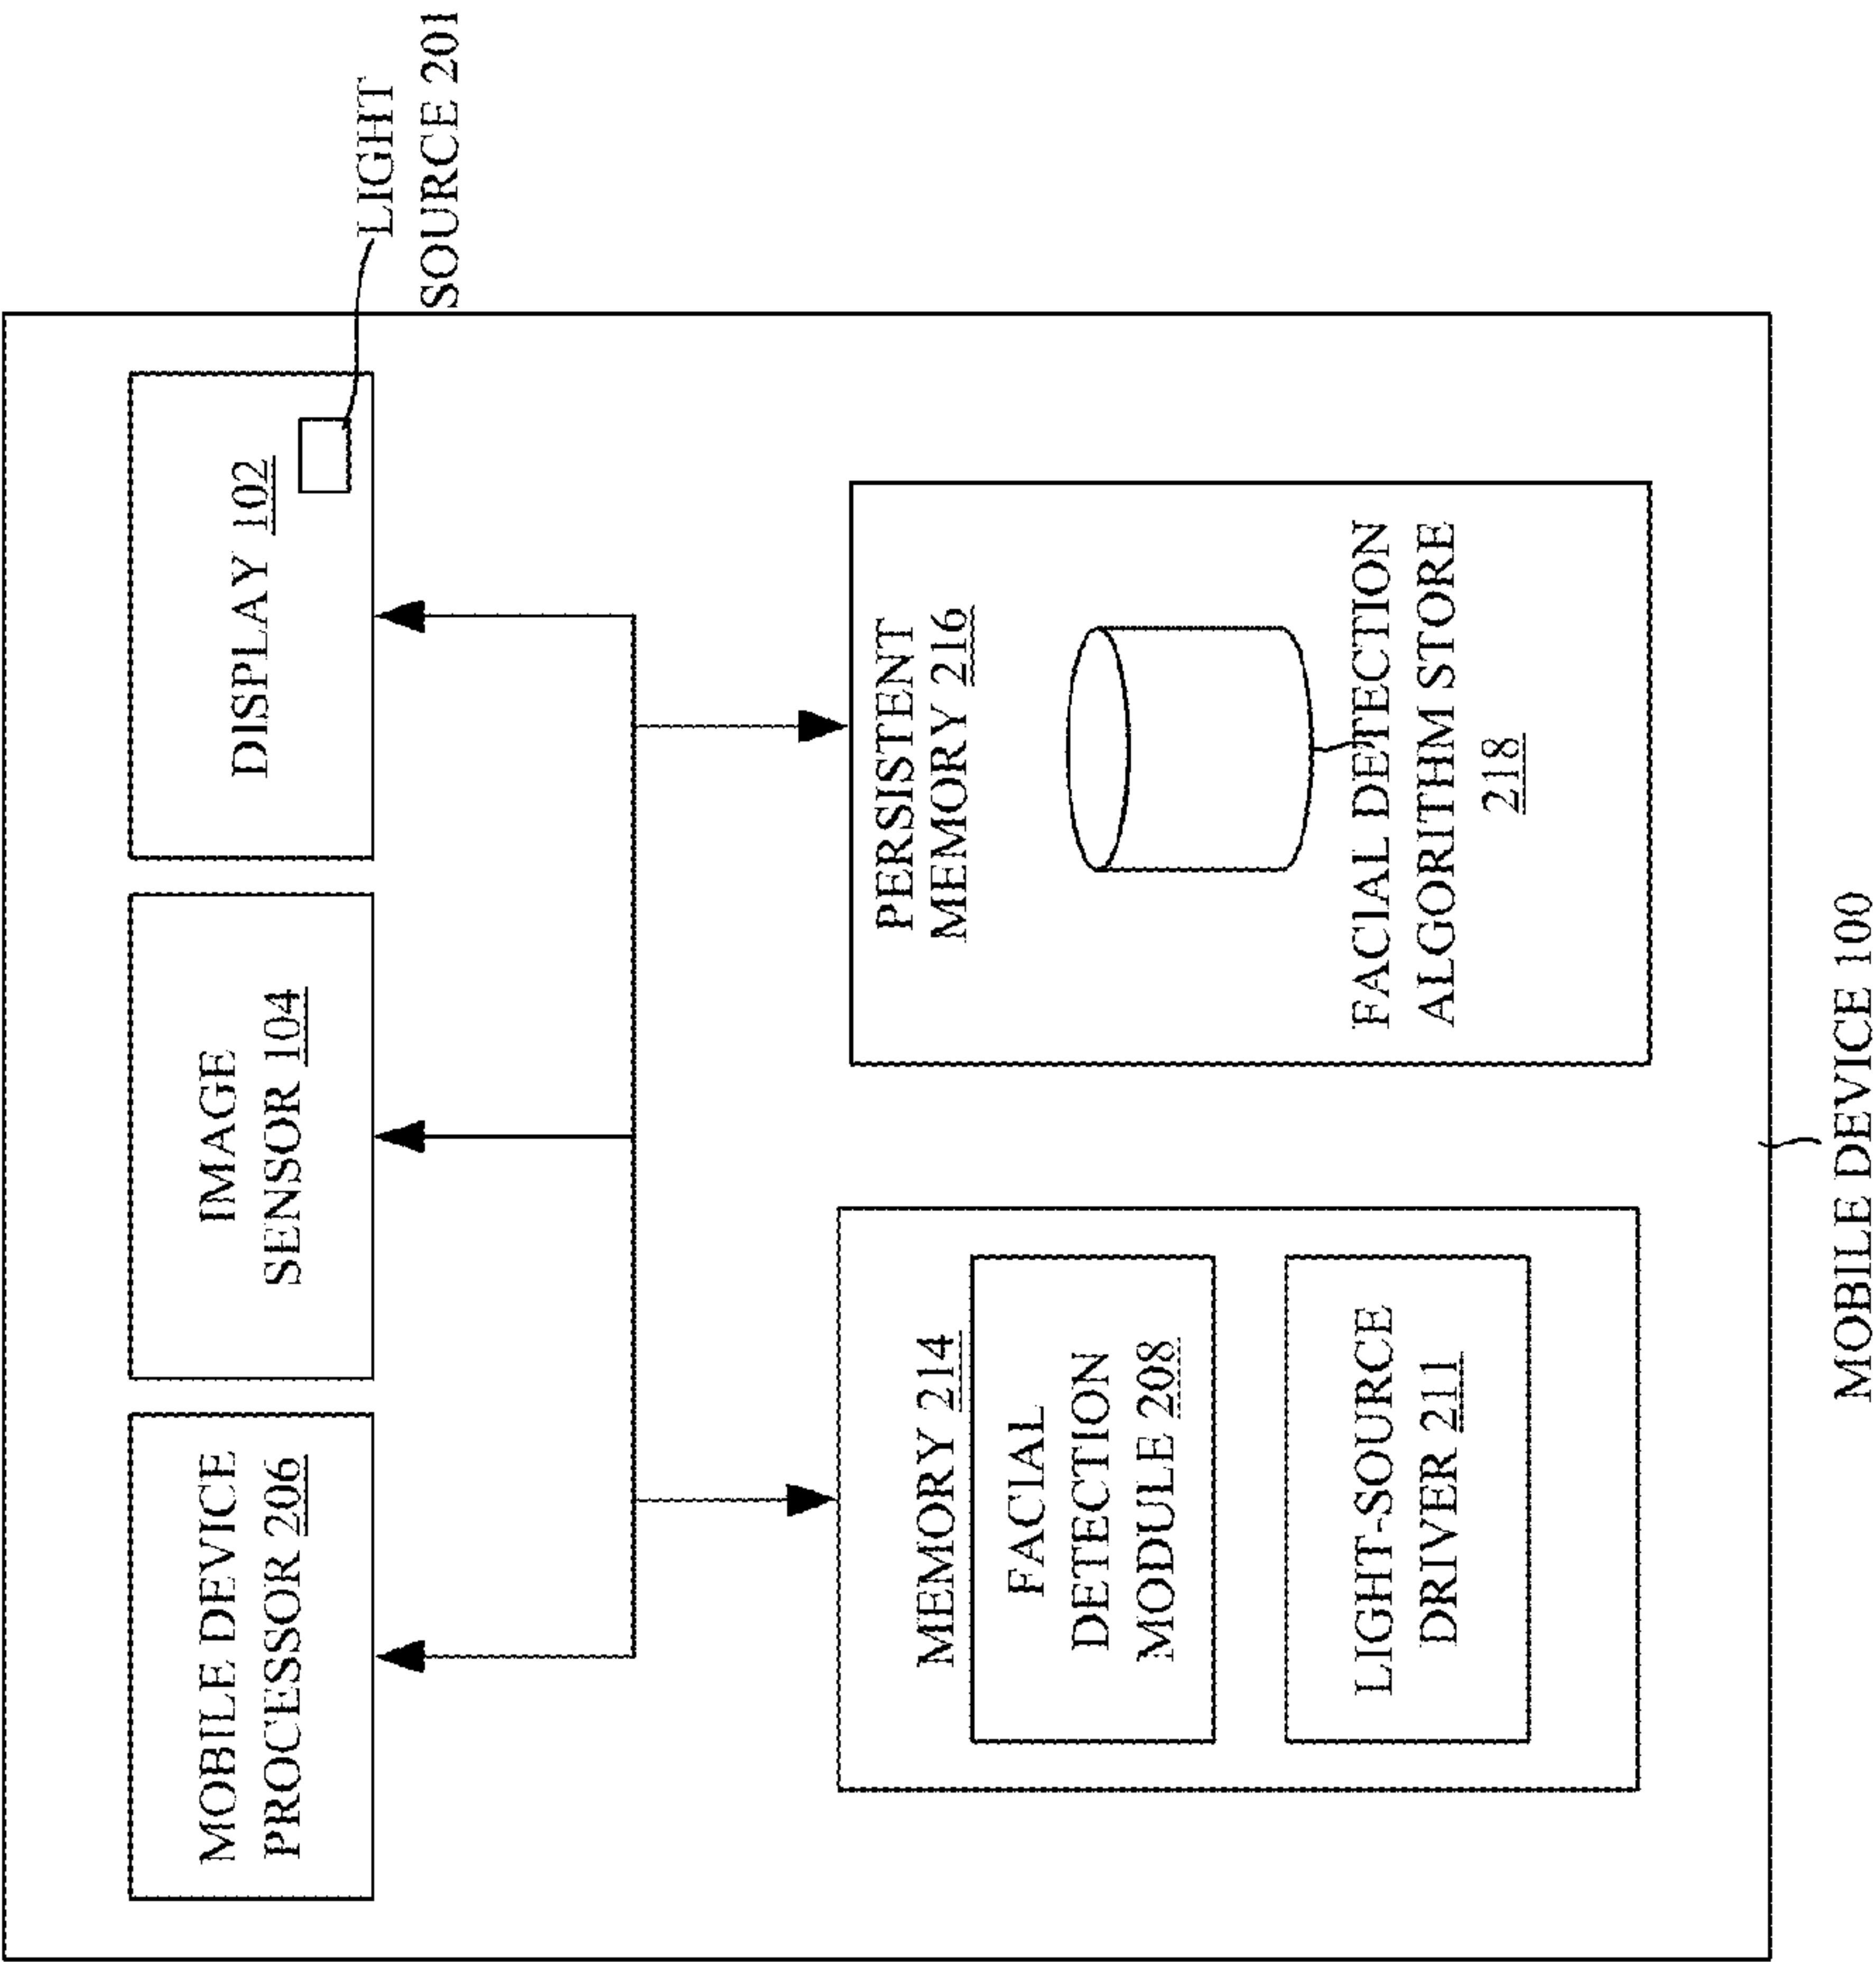 MOBILE DEVICE
PROCESSOR 206
IMAGE
SENSOR 104
DISPLAY 102
LIGHT
SOURCE 201
MEMORY 214
FACIAL
DETECTION
MODULE 208
LIGHT-SOURCE
DRIVER 211
PERSISTENT
MEMORY 216
FACIAL DETECTION
ALGORITHM STORE
218
MOBILE DEVICE 100